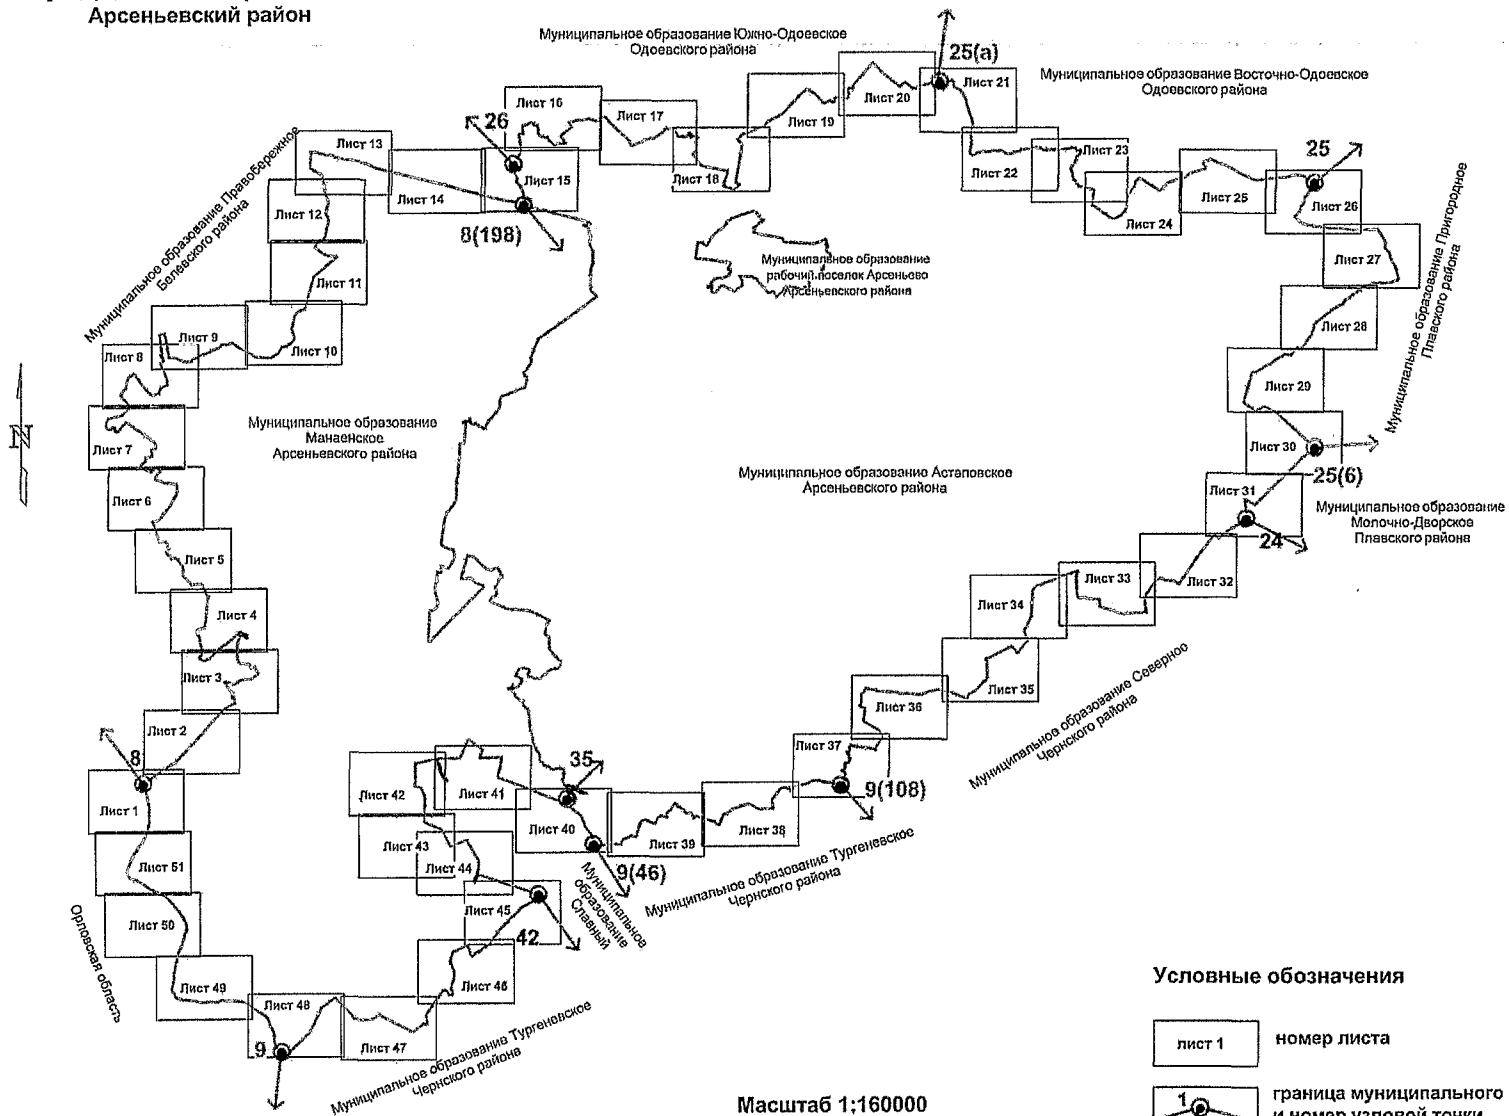 Арсеньевский район
Муниципальное образование Южно-Одоевское
Одоевского района
25(а)
Муниципальное образование Восточно-Одоевское
Одоевского района
Лист 16
Лист 17
Лист 18
Лист 19
Лист 20
Лист 21
26
Лист 13
Лист 14
Лист 15
8(198)
Лист 22
Лист 23
Лист 24
Лист 25
25
Лист 26
Лист 27
Лист 28
Лист 29
Лист 30
25(6)
Лист 31
24
Муниципальное образование Правобережное
Белевского района
Лист 12
Лист 11
Лист 10
Лист 9
Лист 8
Лист 7
Лист 6
Лист 5
Лист 4
Лист 3
Лист 2
8
Лист 1
N
Муниципальное образование
рабочий поселок Арсеньево
Арсеньевского района
Муниципальное образование Пригородное
Плавского района
Муниципальное образование
Манаенское
Арсеньевского района
Муниципальное образование Астаповское
Арсеньевского района
Муниципальное образование
Молочно-Дворское
Плавского района
Лист 32
Лист 33
Лист 34
Лист 35
Лист 36
Лист 37
9(108)
Лист 38
Лист 39
Муниципальное образование Северное
Чернского района
35
Лист 40
9(46)
Лист 41
Лист 42
Лист 43
Лист 44
Лист 45
42
Лист 46
Лист 47
Лист 48
9
Лист 49
Лист 50
Лист 51
Муниципальное
образование
Славный
Муниципальное образование Тургеневское
Чернского района
Орловская область
Муниципальное образование Тургеневское
Чернского района
Масштаб 1:160000
Условные обозначения
лист 1
номер листа
1
граница муниципального
и номер узловой точки